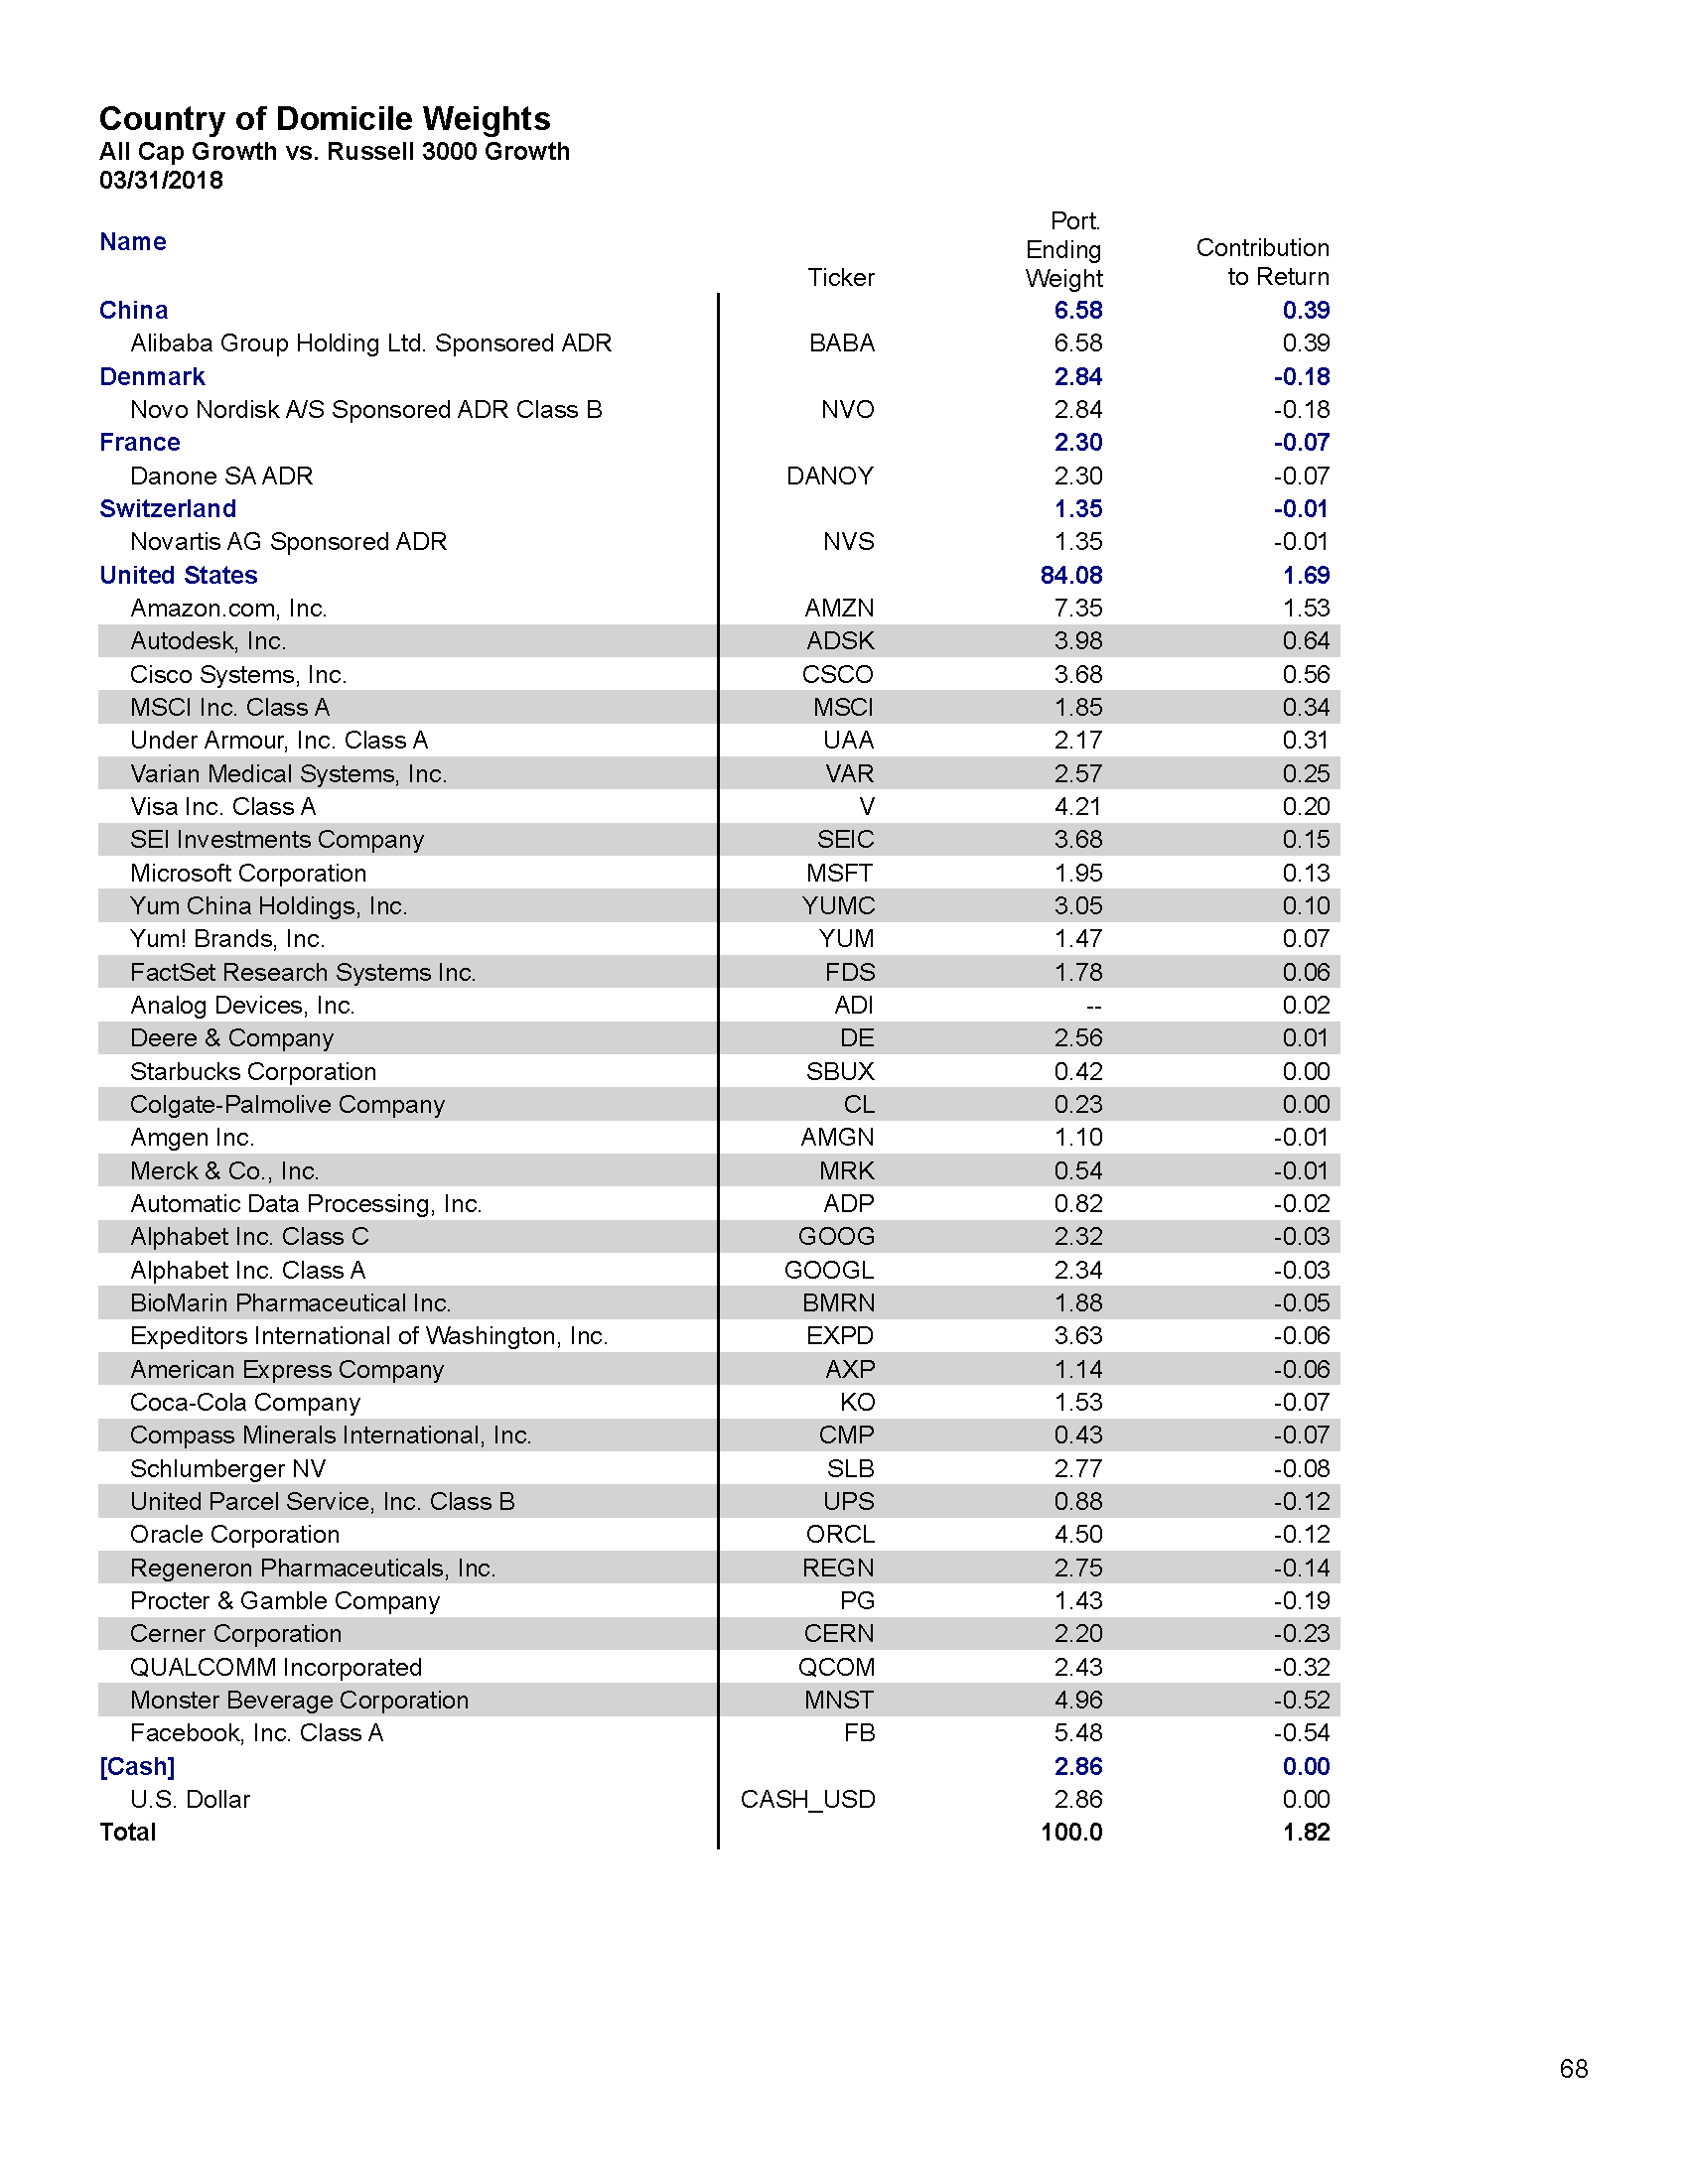 Country of Domicile Weights
All Cap Growth vs. Russell 3000 Growth
03/31/2018
Name Ticker Port. Ending Weight Contribution to Return
China 6.58 0.39
Alibaba Group Holding Ltd. Sponsored ADR BABA 6.58 0.39
Denmark 2.84 -0.18
Novo Nordisk A/S Sponsored ADR Class B NVO 2.84 -0.18
France 2.30 -0.07
Danone SA ADR DANOY 2.30 -0.07
Switzerland 1.35 -0.01
Novartis AG Sponsored ADR NVS 1.35 -0.01
United States 84.08 1.69
Amazon.com, Inc. AMZN 7.35 1.53
Autodesk, Inc. ADSK 3.98 0.64
Cisco Systems, Inc. CSCO 3.68 0.56
MSCI Inc. Class A MSCI 1.85 0.34
Under Armour, Inc. Class A UAA 2.17 0.31
Varian Medical Systems, Inc. VAR 2.57 0.25
Visa Inc. Class A V 4.21 0.20
SEI Investments Company SEIC 3.68 0.15
Microsoft Corporation MSFT 1.95 0.13
Yum China Holdings, Inc. YUMC 3.05 0.10
Yum! Brands, Inc. YUM 1.47 0.07
FactSet Research Systems Inc. FDS 1.78 0.06
Analog Devices, Inc. ADI -- 0.02
Deere & Company DE 2.56 0.01
Starbucks Corporation SBUX 0.42 0.00
Colgate-Palmolive Company CL 0.23 0.00
Amgen Inc. AMGN 1.10 -0.01
Merck & Co., Inc. MRK 0.54 -0.01
Automatic Data Processing, Inc. ADP 0.82 -0.02
Alphabet Inc. Class C GOOG 2.32 -0.03
Alphabet Inc. Class A GOOGL 2.34 -0.03
BioMarin Pharmaceutical Inc. BMRN 1.88 -0.05
Expeditors International of Washington, Inc. EXPD 3.63 -0.06
American Express Company AXP 1.14 -0.06
Coca-Cola Company KO 1.53 -0.07
Compass Minerals International, Inc. CMP 0.43 -0.07
Schlumberger NV SLB 2.77 -0.08
United Parcel Service, Inc. Class B UPS 0.88 -0.12
Oracle Corporation ORCL 4.50 -0.12
Regeneron Pharmaceuticals, Inc. REGN 2.75 -0.14
Procter & Gamble Company PG 1.43 -0.19
Cerner Corporation CERN 2.20 -0.23
QUALCOMM Incorporated QCOM 2.43 -0.32
Monster Beverage Corporation MNST 4.96 -0.52
Facebook, Inc. Class A FB 5.48 -0.54
[Cash] 2.86 0.00
U.S. Dollar CASH_USD 2.86 0.00
Total 100.0 1.82
68